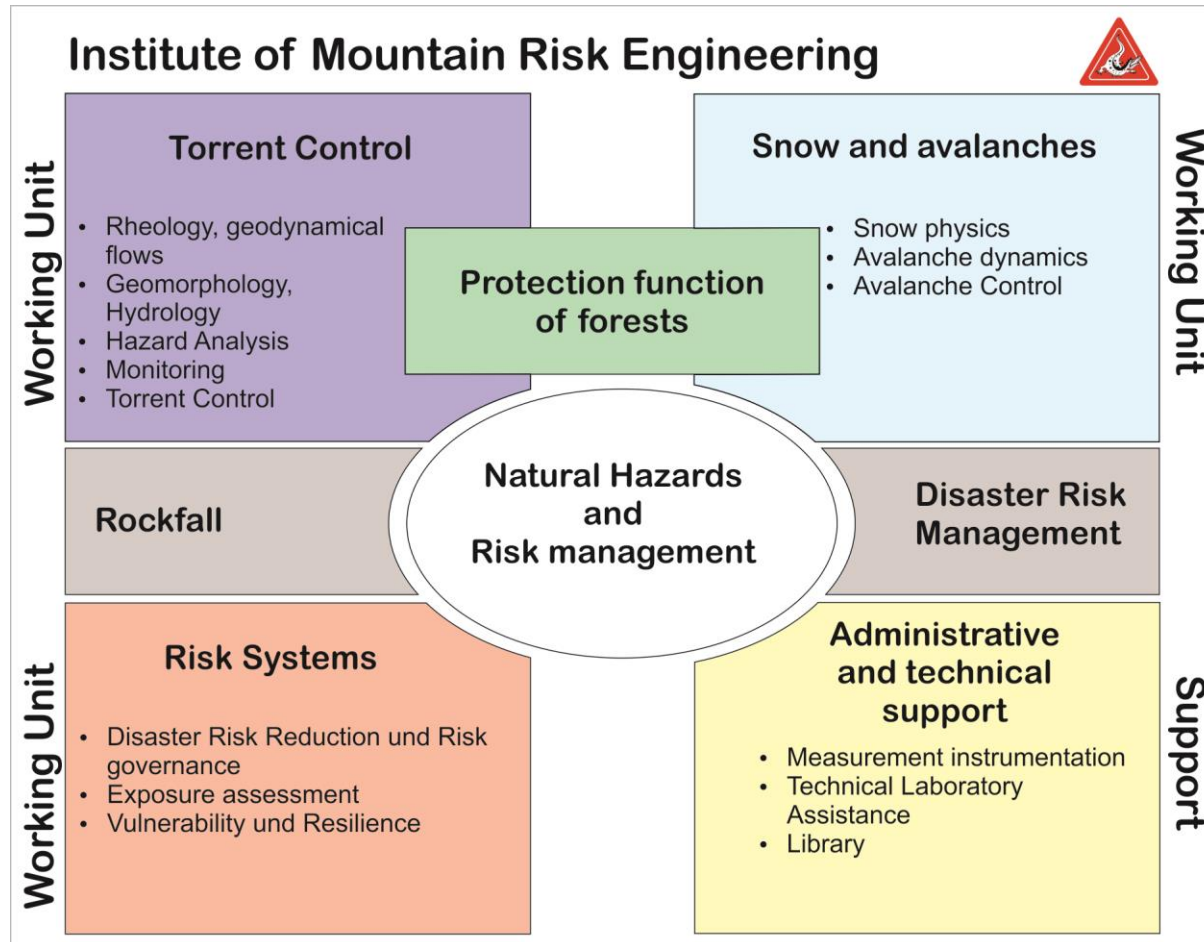 Institute of Mountain Risk Engineering
Working Unit
Torrent Control
• Rheology, geodynamical
flows
• Geomorphology,
Hydrology
• Hazard Analysis
• Monitoring
• Torrent Control
Protection function
of forests
Snow and avalanches
• Snow physics
• Avalanche dynamics
• Avalanche Control
Working Unit
Rockfall
Natural Hazards
and
Risk management
Disaster Risk
Management
Working Unit
Risk Systems
• Disaster Risk Reduction und Risk
governance
• Exposure assessment
• Vulnerability und Resilience
Administrative
and technical
support
• Measurement instrumentation
• Technical Laboratory
Assistance
• Library
Support